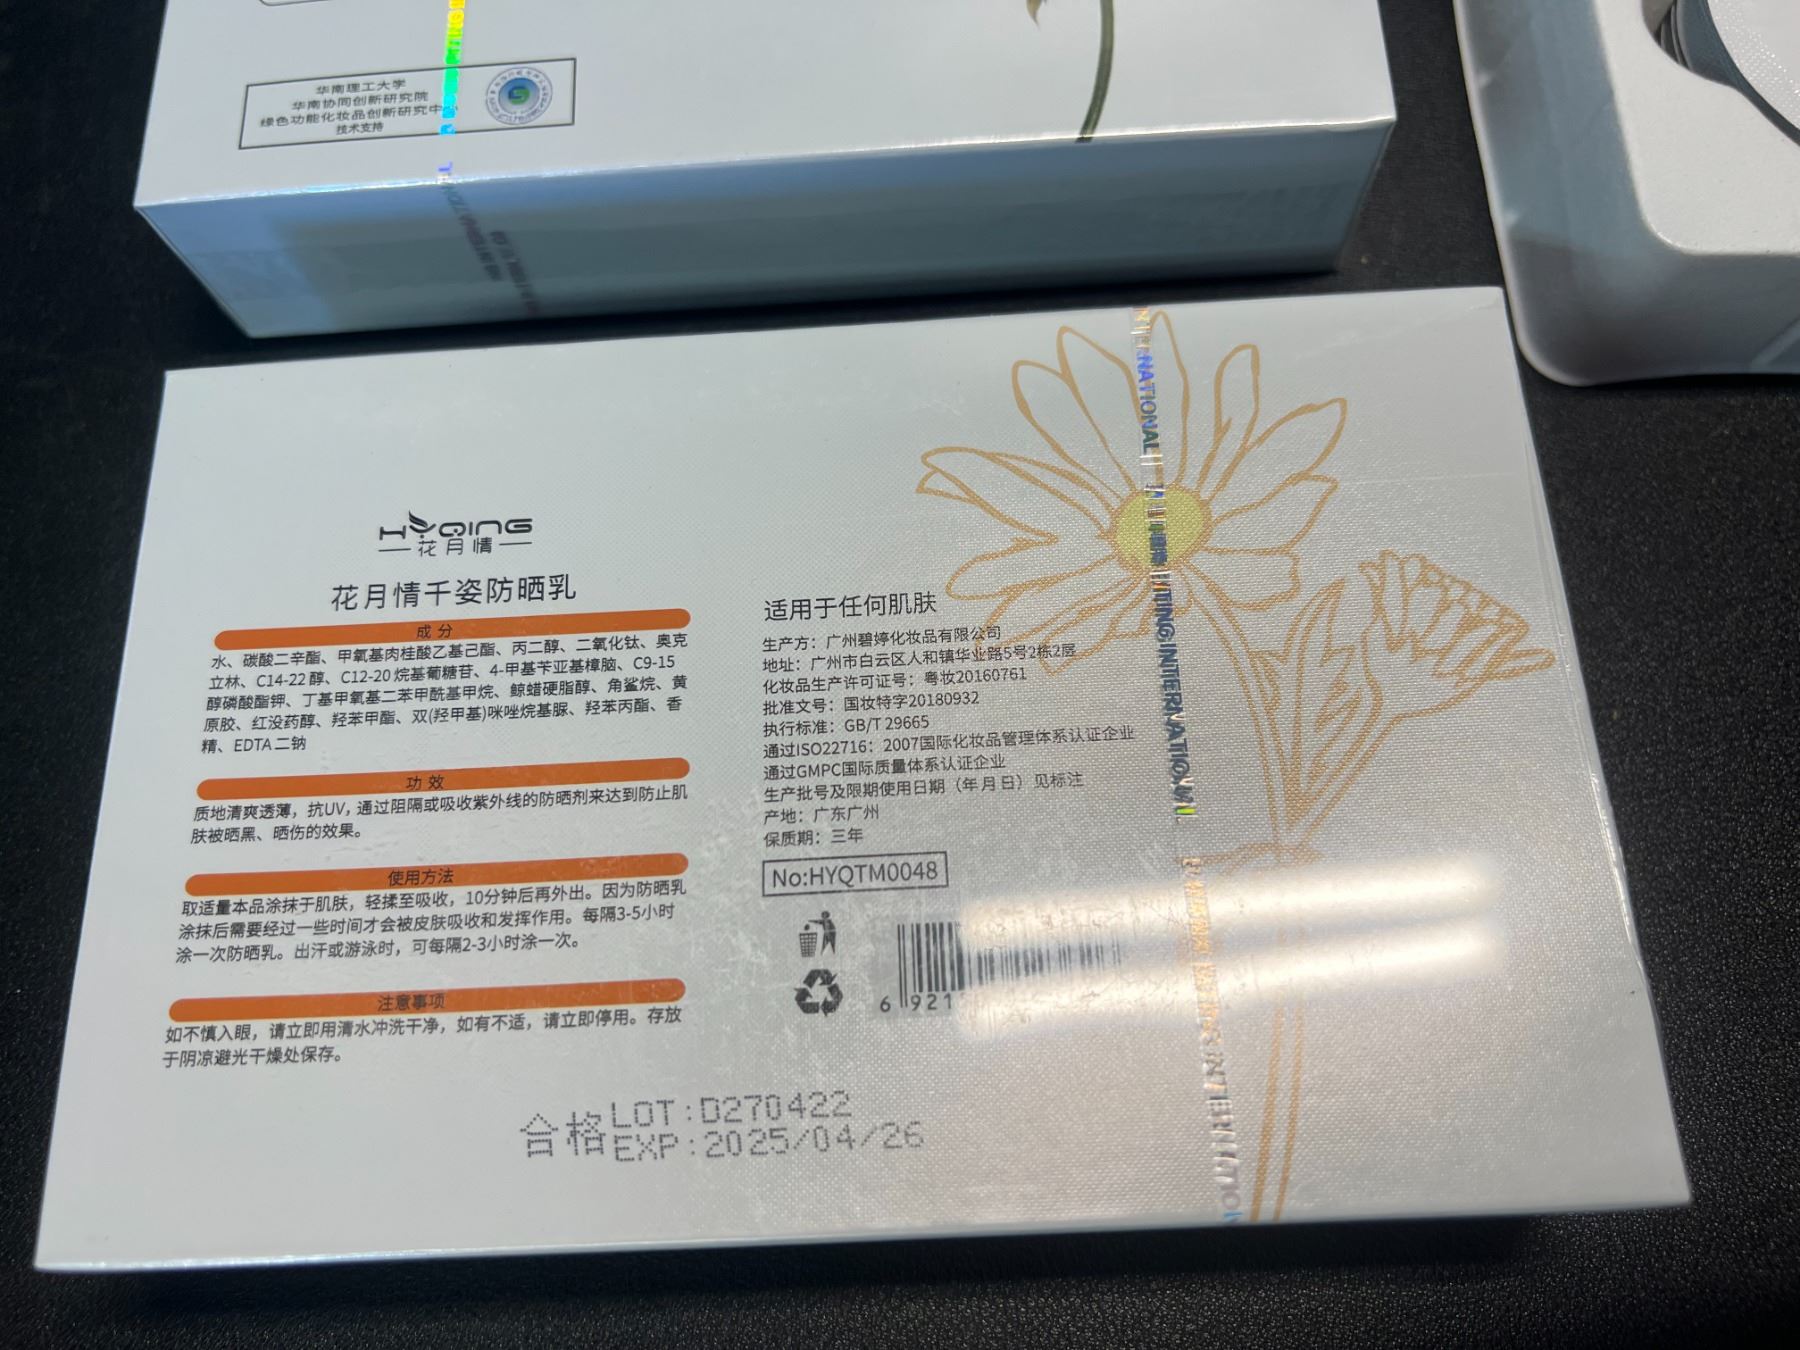 华南理工大学
华南协同创新研究院
绿色功能化妆品创新研究中心
技术支持
HYQING
花月情
花月情千姿防晒乳
成分
水、碳酸二辛酯、甲氧基肉桂酸乙基己酯、丙二醇、二氧化钛、奥克
立林、C14-22醇、C12-20烷基葡糖苷、4-甲基苄亚基樟脑、C9-15
醇磷酸酯钾、丁基甲氧基二苯甲酰基甲烷、鲸蜡硬脂醇、角鲨烷、黄
原胶、红没药醇、羟苯甲酯、双(羟甲基)咪唑烷基脲、羟苯丙酯、香
精、EDTA二钠
功效
质地清爽透薄，抗UV，通过阻隔或吸收紫外线的防晒剂来达到防止肌
肤被晒黑、晒伤的效果。
使用方法
取适量本品涂抹于肌肤，轻揉至吸收，10分钟后再外出。因为防晒乳
涂抹后需要经过一些时间才会被皮肤吸收和发挥作用。每隔3-5小时
涂一次防晒乳。出汗或游泳时，可每隔2-3小时涂一次。
注意事项
如不慎入眼，请立即用清水冲洗干净，如有不适，请立即停用。存放
于阴凉避光干燥处保存。
适用于任何肌肤
生产方：广州碧婷化妆品有限公司
地址：广州市白云区人和镇华业路5号2栋2层
化妆品生产许可证号：粤妆20160761
批准文号：国妆特字20180932
执行标准：GB/T 29665
通过ISO22716：2007国际化妆品管理体系认证企业
通过GMPC国际质量体系认证企业
生产批号及限期使用日期（年月日）见标注
产地：广东广州
保质期：三年
No:HYQTM0048
6 921
合格 LOT:D270422
EXP:2025/04/26
INTERNATIONAL
TING INTERNATIONAL